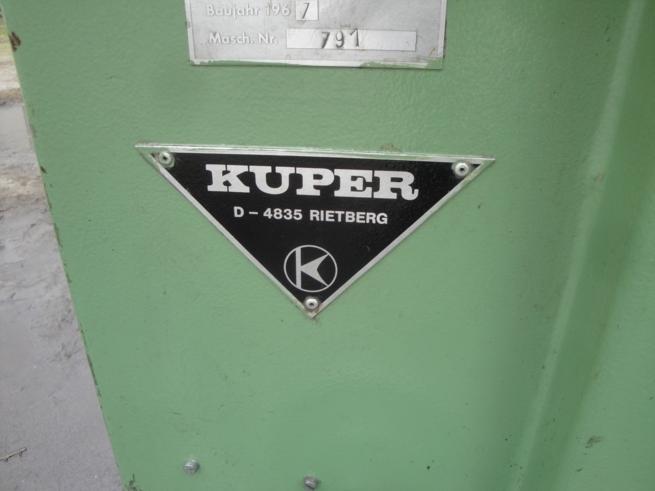 Baujahr 196 7
Masch. Nr. 791
KUPER
D - 4835 RIETBERG
K